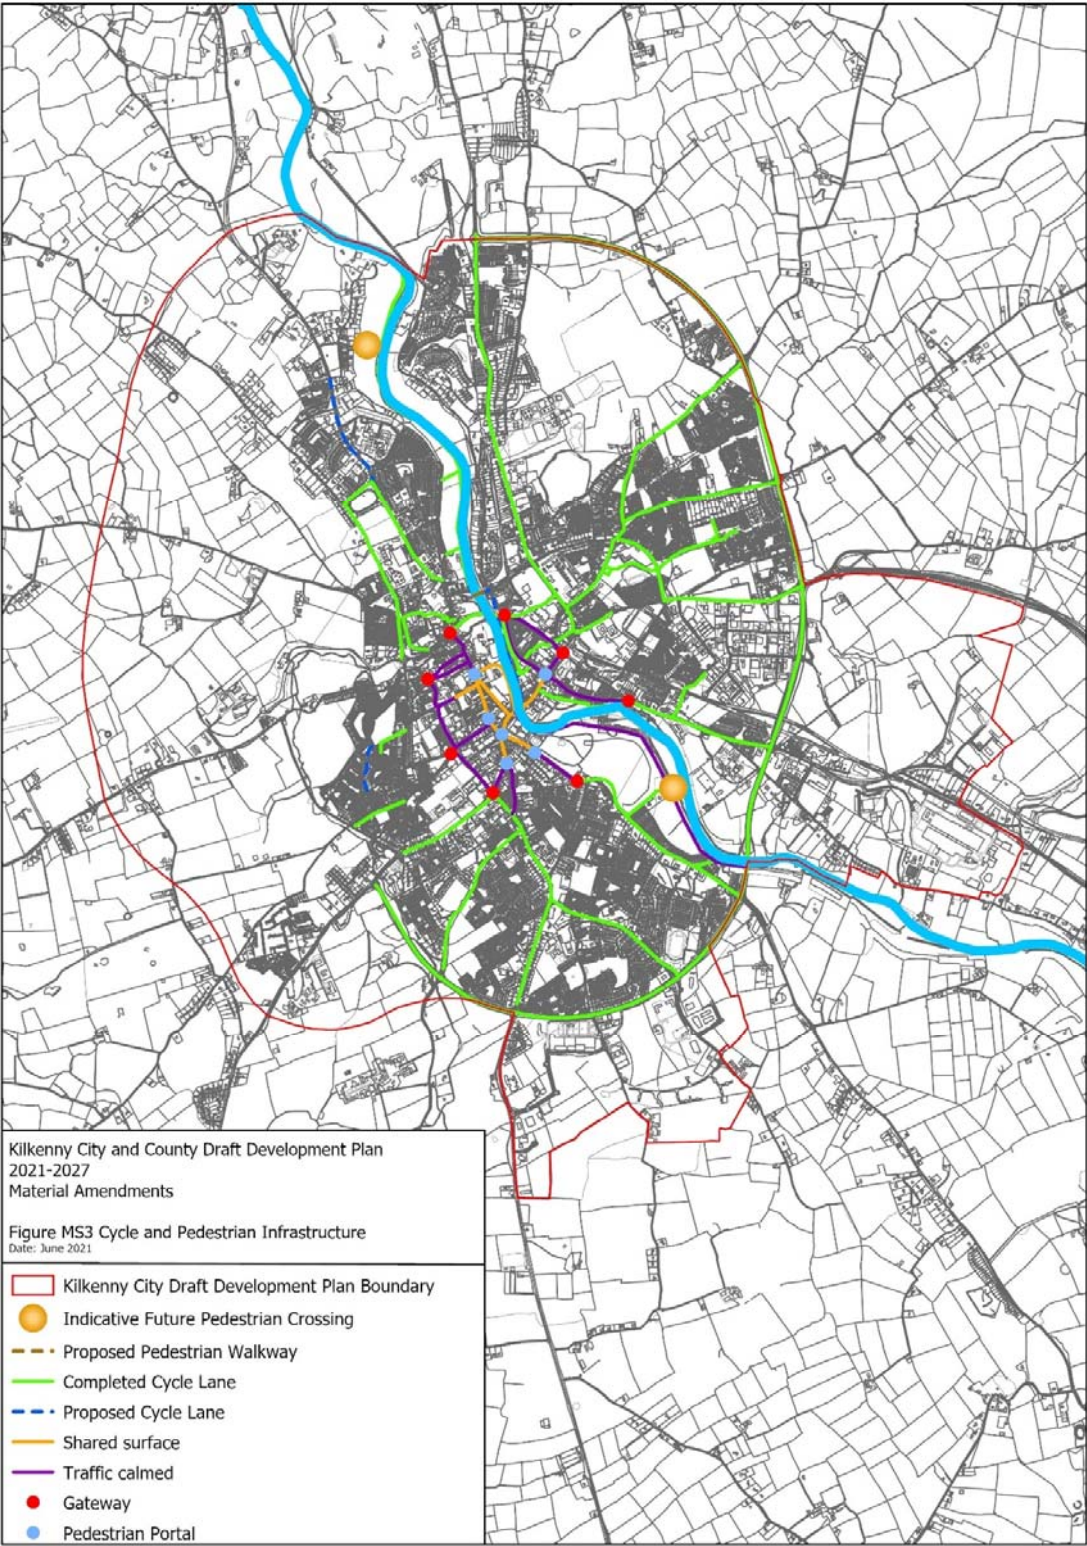 Kilkenny City and County Draft Development Plan
2021-2027
Material Amendments
Figure MS3 Cycle and Pedestrian Infrastructure
Date: June 2021
Kilkenny City Draft Development Plan Boundary
Indicative Future Pedestrian Crossing
Proposed Pedestrian Walkway
Completed Cycle Lane
Proposed Cycle Lane
Shared surface
Traffic calmed
Gateway
Pedestrian Portal